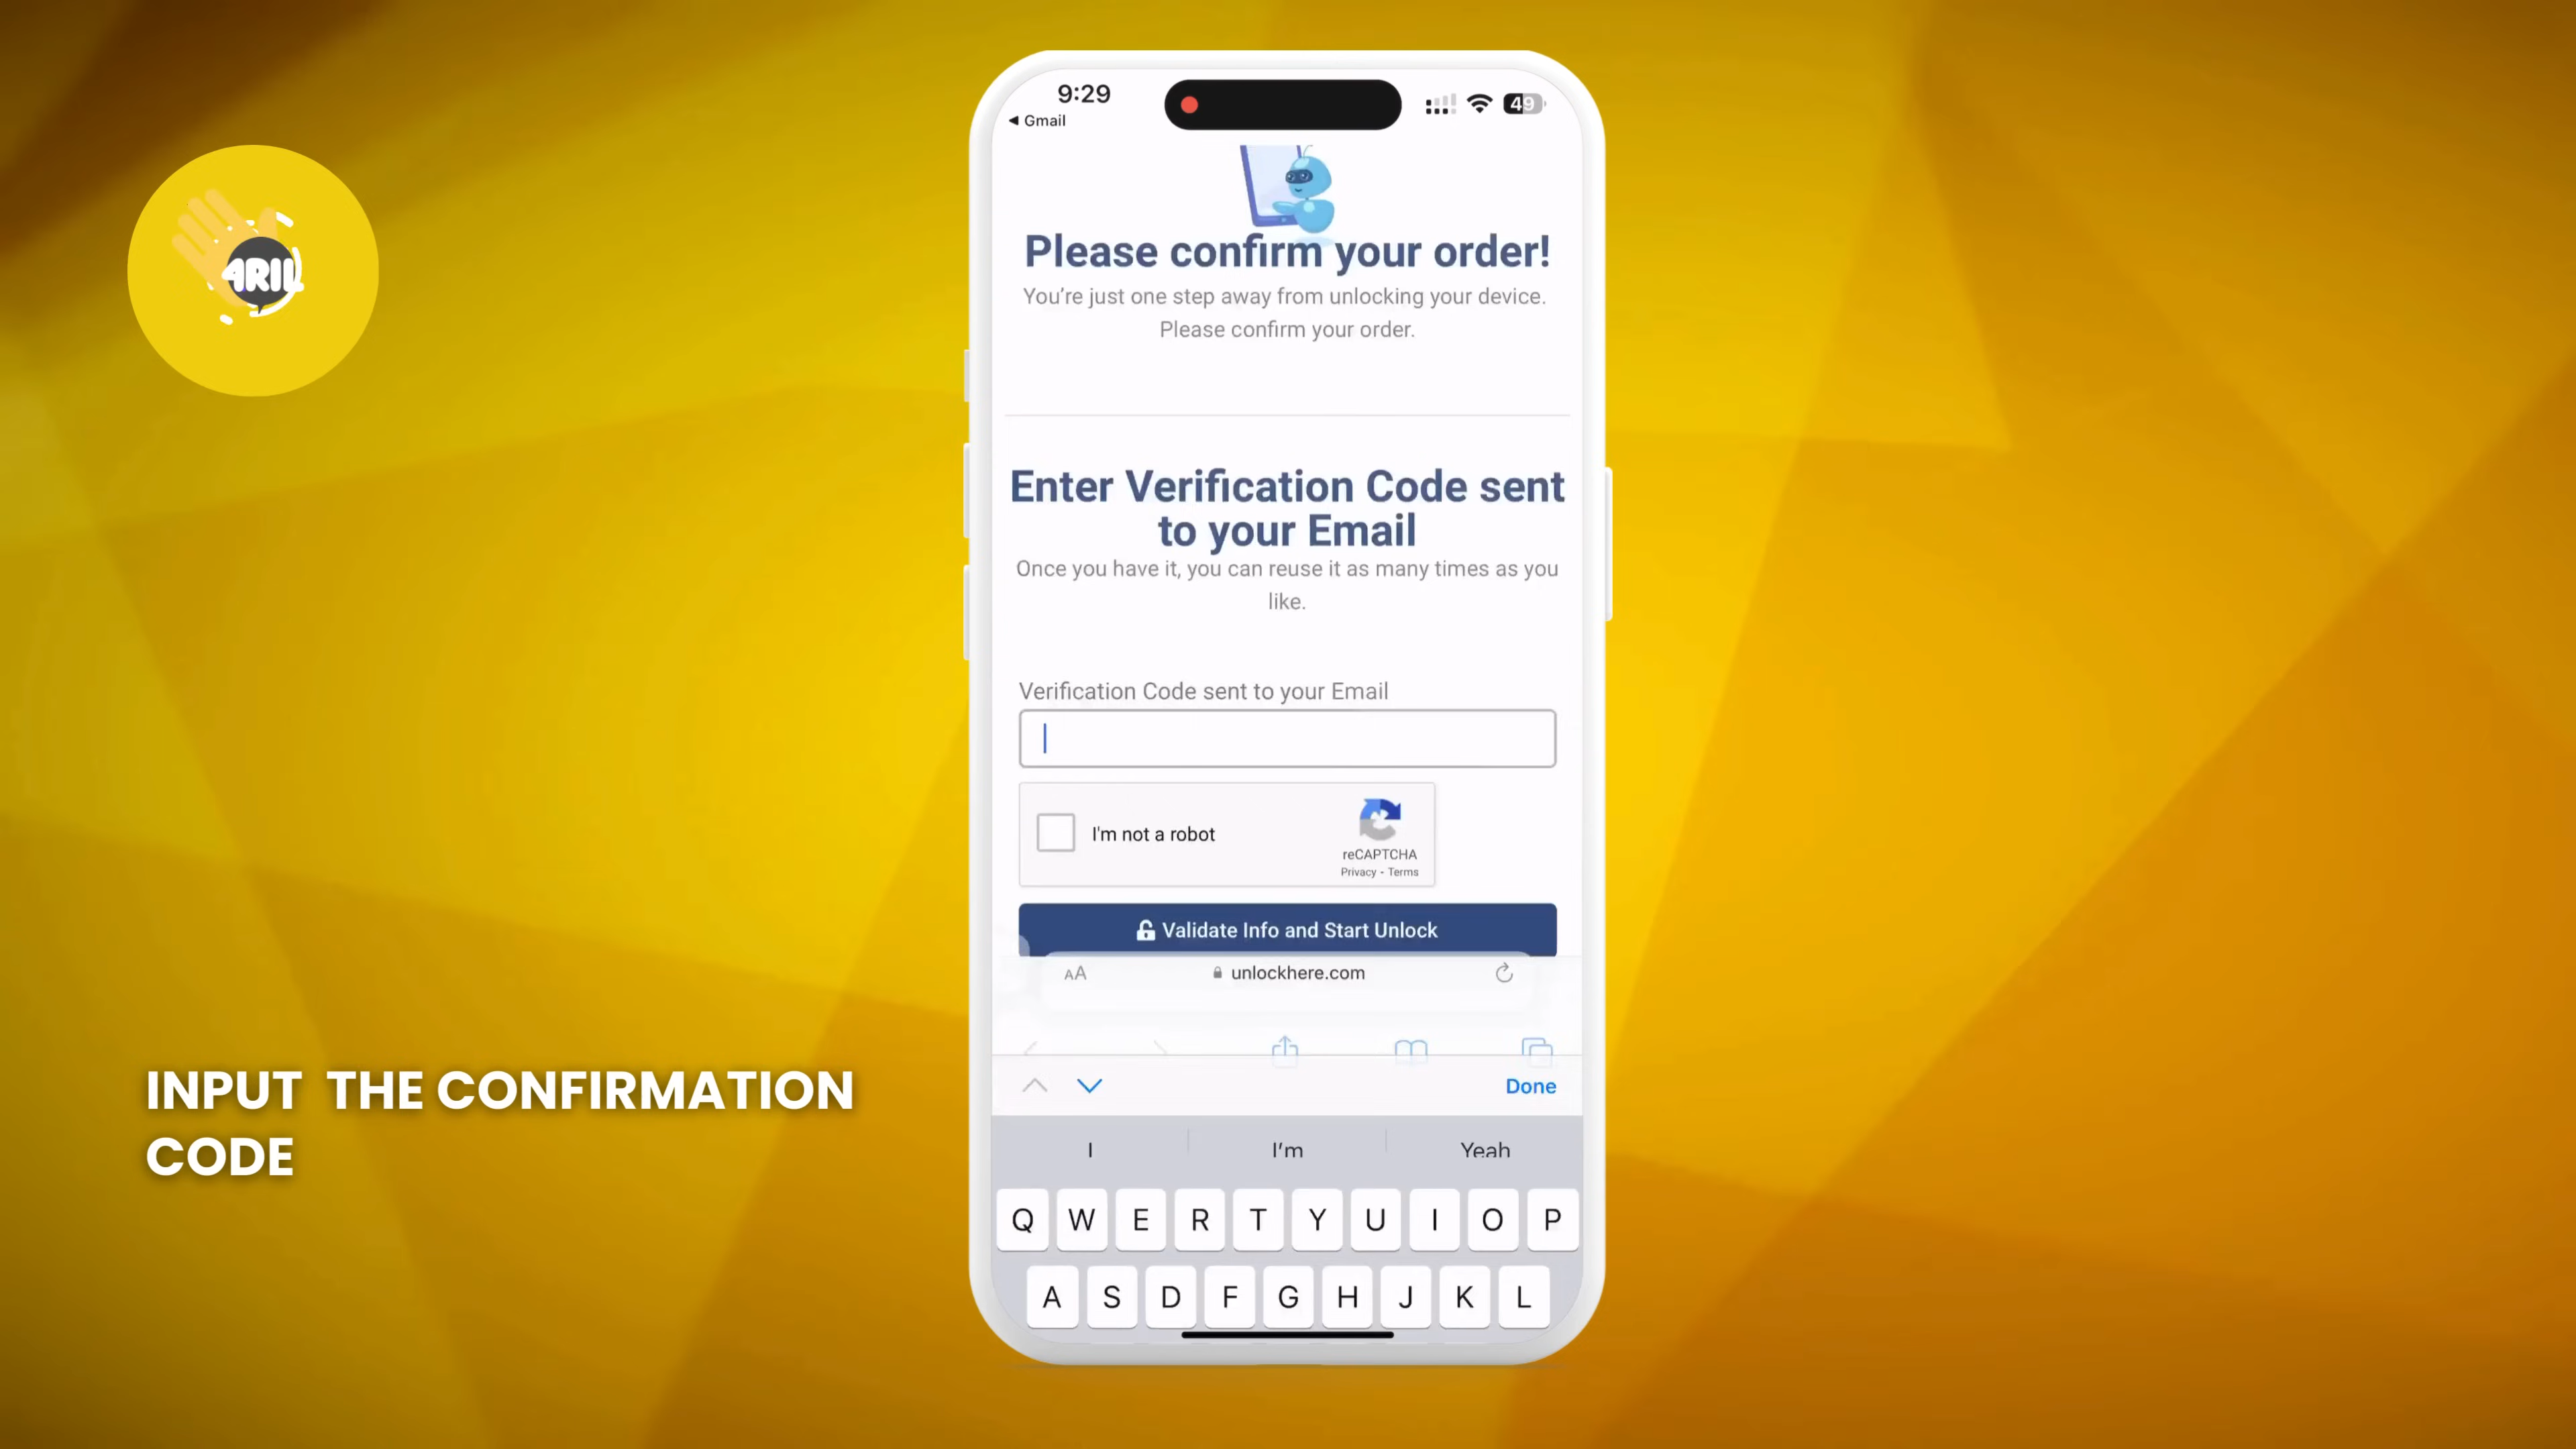 9:29
Gmail
49
Please confirm your order!
You're just one step away from unlocking your device.
Please confirm your order.
4RIL
Enter Verification Code sent
to your Email
Once you have it, you can reuse it as many times as you
like.
Verification Code sent to your Email
I'm not a robot
reCAPTCHA
Privacy - Terms
Validate Info and Start Unlock
AA
unlockhere.com
INPUT THE CONFIRMATION
CODE
Done
I I'm Yeah
Q W E R T Y U I O P
A S D F G H J K L